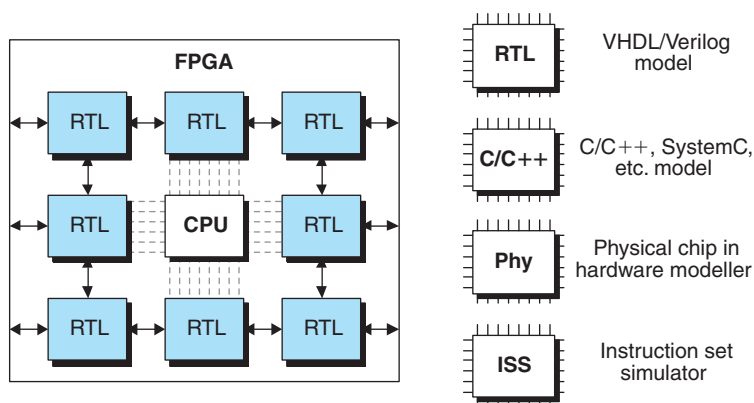 FPGA
RTL RTL RTL
RTL CPU RTL
RTL RTL RTL
RTL
VHDL/Verilog
model
C/C++
C/C++, SystemC,
etc. model
Phy
Physical chip in
hardware modeller
ISS
Instruction set
simulator